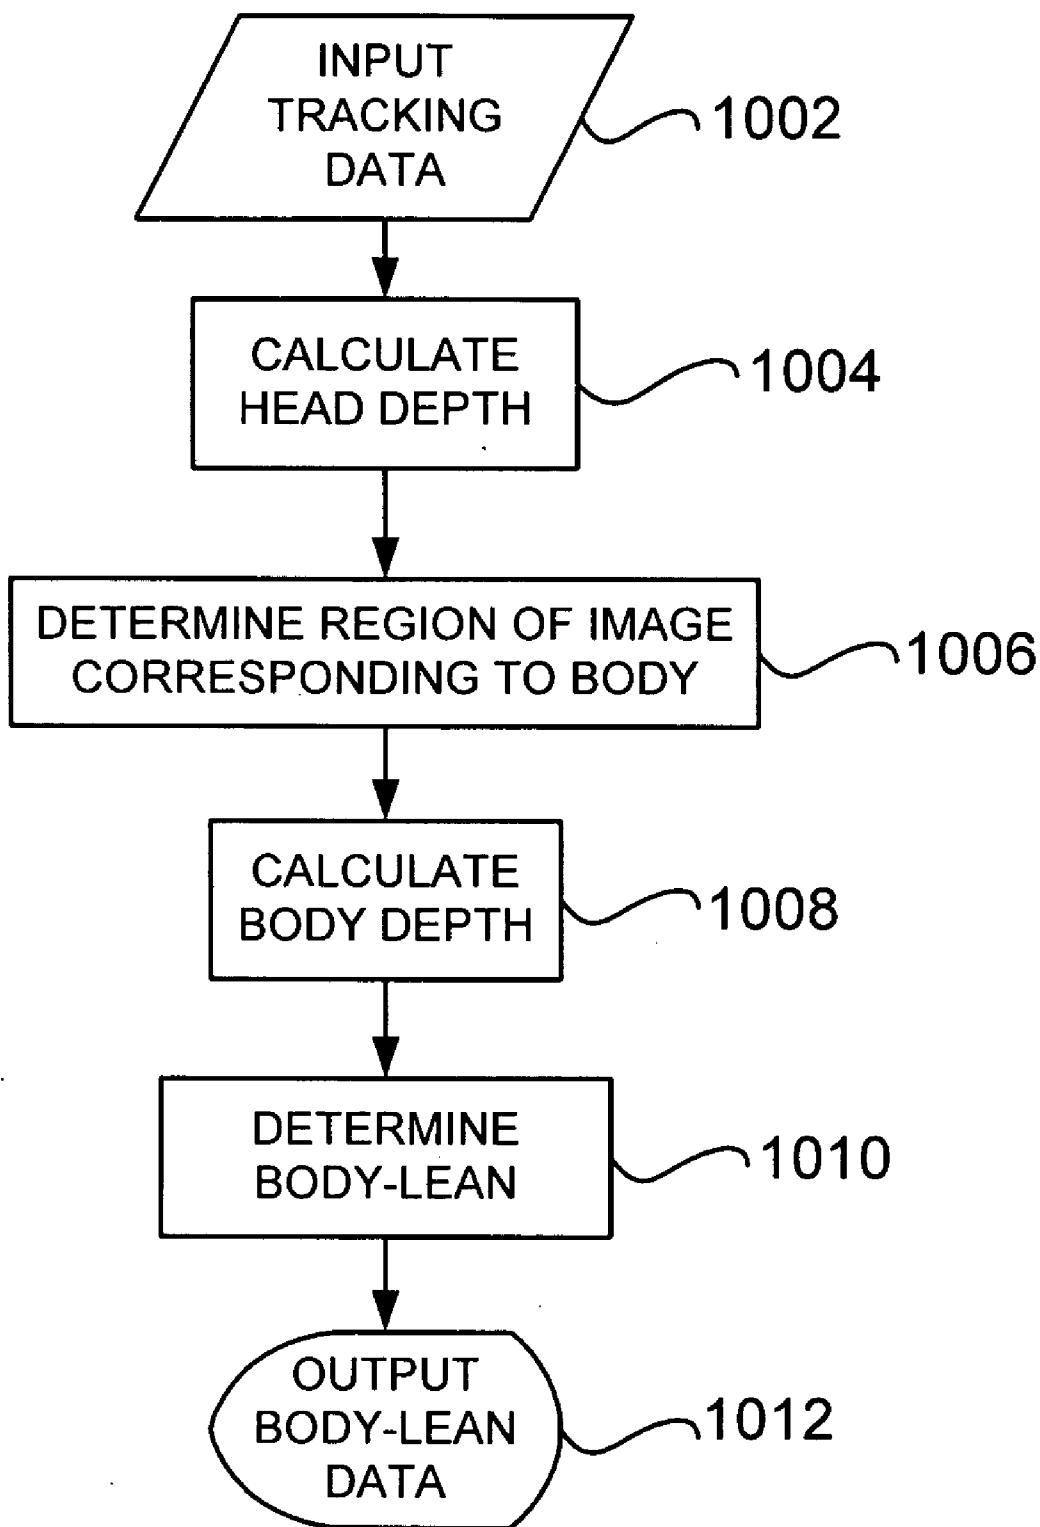 INPUT
TRACKING
DATA
1002
CALCULATE
HEAD DEPTH
1004
DETERMINE REGION OF IMAGE
CORRESPONDING TO BODY
1006
CALCULATE
BODY DEPTH
1008
DETERMINE
BODY-LEAN
1010
OUTPUT
BODY-LEAN
DATA
1012